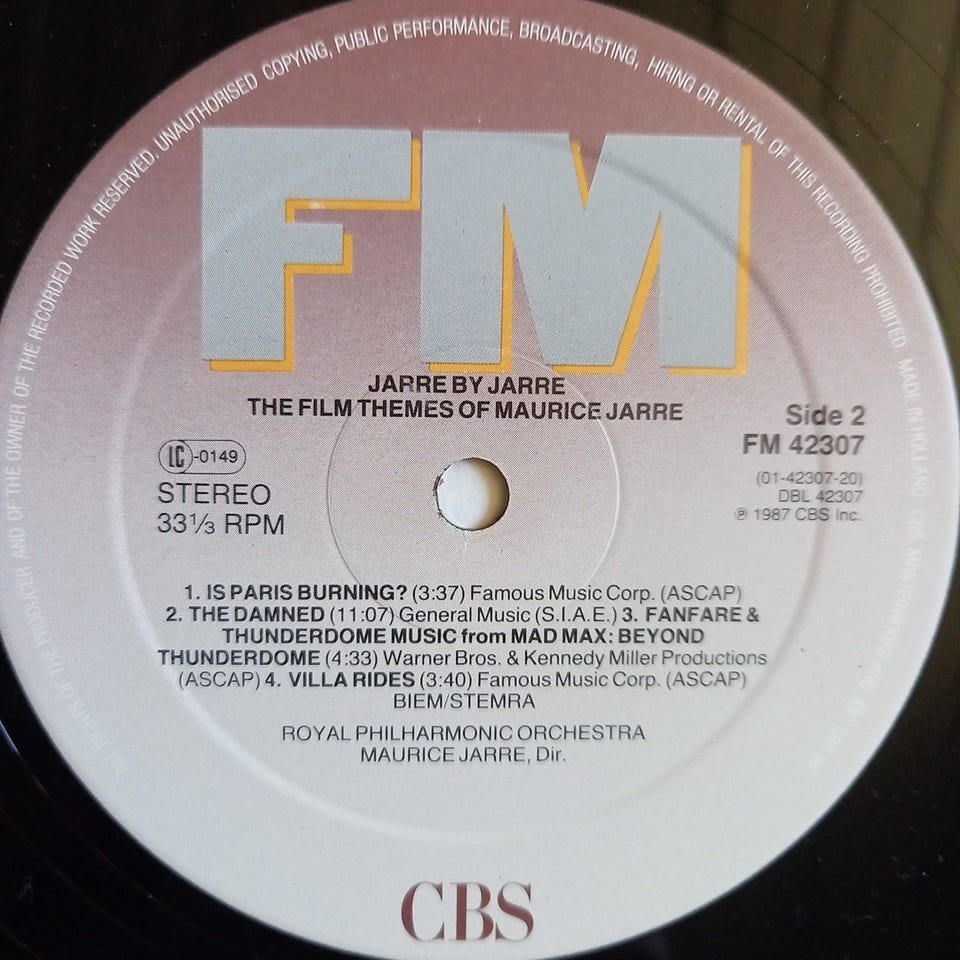 ALL RIGHTS OF THE PRODUCER AND OF THE OWNER OF THE RECORDED WORK RESERVED. UNAUTHORISED COPYING, PUBLIC PERFORMANCE, BROADCASTING, HIRING OR RENTAL OF THIS RECORDING PROHIBITED MADE IN HOLLAND
FM
JARRE BY JARRE
THE FILM THEMES OF MAURICE JARRE
Side 2
FM 42307
LC-0149
(01-42307-20)
STEREO
DBL 42307
33⅓ RPM
℗ 1987 CBS Inc.
1. IS PARIS BURNING? (3:37) Famous Music Corp. (ASCAP)
2. THE DAMNED (11:07) General Music (S.I.A.E.) 3. FANFARE &
THUNDERDOME MUSIC from MAD MAX: BEYOND
THUNDERDOME (4:33) Warner Bros. & Kennedy Miller Productions
(ASCAP) 4. VILLA RIDES (3:40) Famous Music Corp. (ASCAP)
BIEM/STEMRA
ROYAL PHILHARMONIC ORCHESTRA
MAURICE JARRE, Dir.
CBS